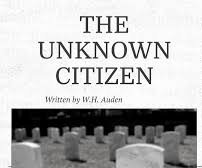 THE
UNKNOWN
CITIZEN
Written by W.H. Auden